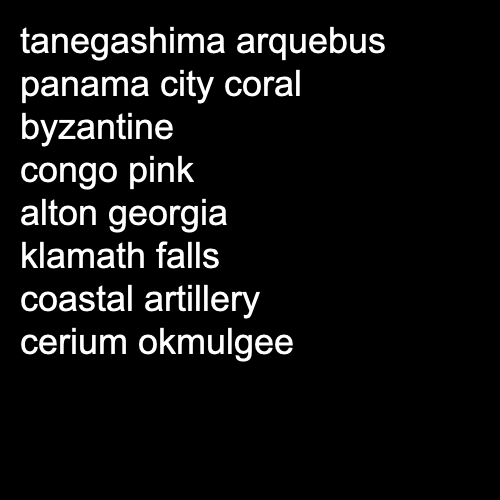 tanegashima arquebus
panama city coral
byzantine
congo pink
alton georgia
klamath falls
coastal artillery
cerium okmulgee